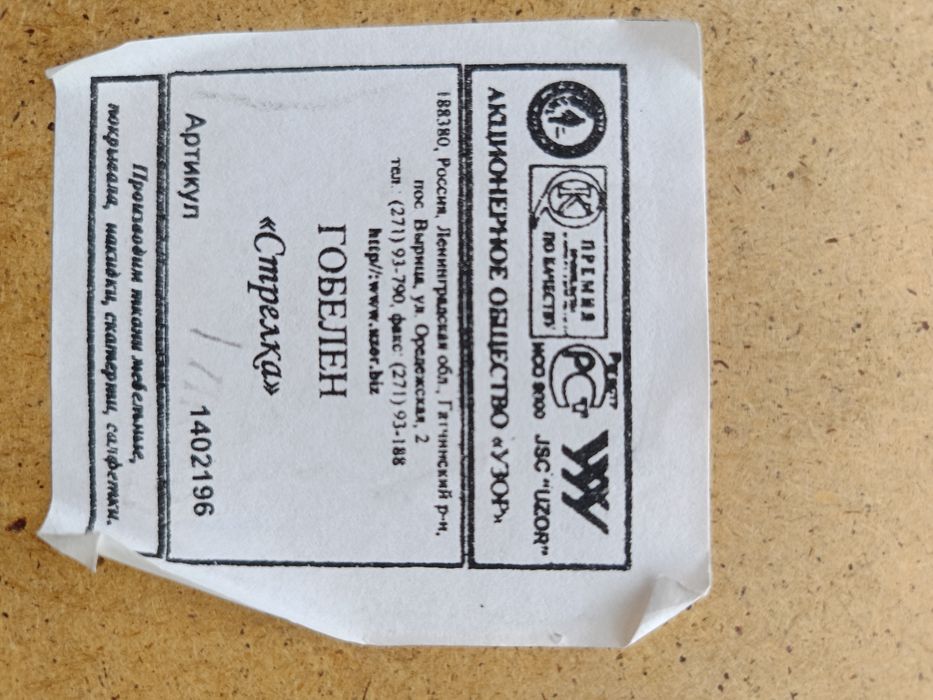 ПРЕМИЯ
ПО КАЧЕСТВУ
РСТ
ИСО 9100
JSC "UZOR"
АКЦИОНЕРНОЕ ОБЩЕСТВО «УЗОР»
188380, Россия, Ленинградская обл., Гатчинский р-н,
пос. Вырица, ул. Оредежская, 2
тел.: (271) 93-790, факс: (271) 93-188
http//:www.uzor.biz
ГОБЕЛЕН
«Стрелка»
Артикул 1402196
Производим ткани мебельные,
покрывала, накидки, скатерти, салфетки.